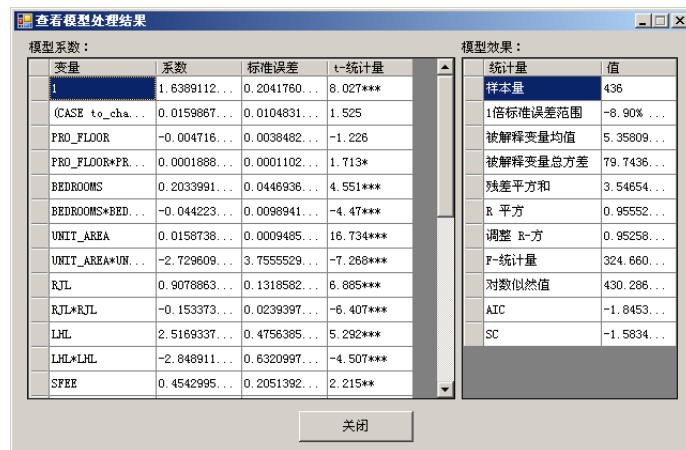 查看模型处理结果
模型系数：
变量 系数 标准误差 t-统计量
1 1.6389112... 0.2041760... 8.027***
(CASE to_cha... 0.0159867... 0.0104831... 1.525
PRO_FLOOR -0.004716... 0.0038482... -1.226
PRO_FLOOR*PR... 0.0001888... 0.0001102... 1.713*
BEDROOMS 0.2033991... 0.0446936... 4.551***
BEDROOMS*BED... -0.044223... 0.0098941... -4.47***
UNIT_AREA 0.0158738... 0.0009485... 16.734***
UNIT_AREA*UN... -2.729609... 3.7555529... -7.268***
RJL 0.9078863... 0.1318582... 6.885***
RJL*RJL -0.153373... 0.0239397... -6.407***
LHL 2.5169337... 0.4756385... 5.292***
LHL*LHL -2.848911... 0.6320997... -4.507***
SFEE 0.4542995... 0.2051392... 2.215**
模型效果：
统计量 值
样本量 436
1倍标准误差范围 -8.90% ...
被解释变量均值 5.35809...
被解释变量总方差 79.7436...
残差平方和 3.54654...
R 平方 0.95552...
调整 R-方 0.95258...
F-统计量 324.660...
对数似然值 430.286...
AIC -1.8453...
SC -1.5834...
关闭